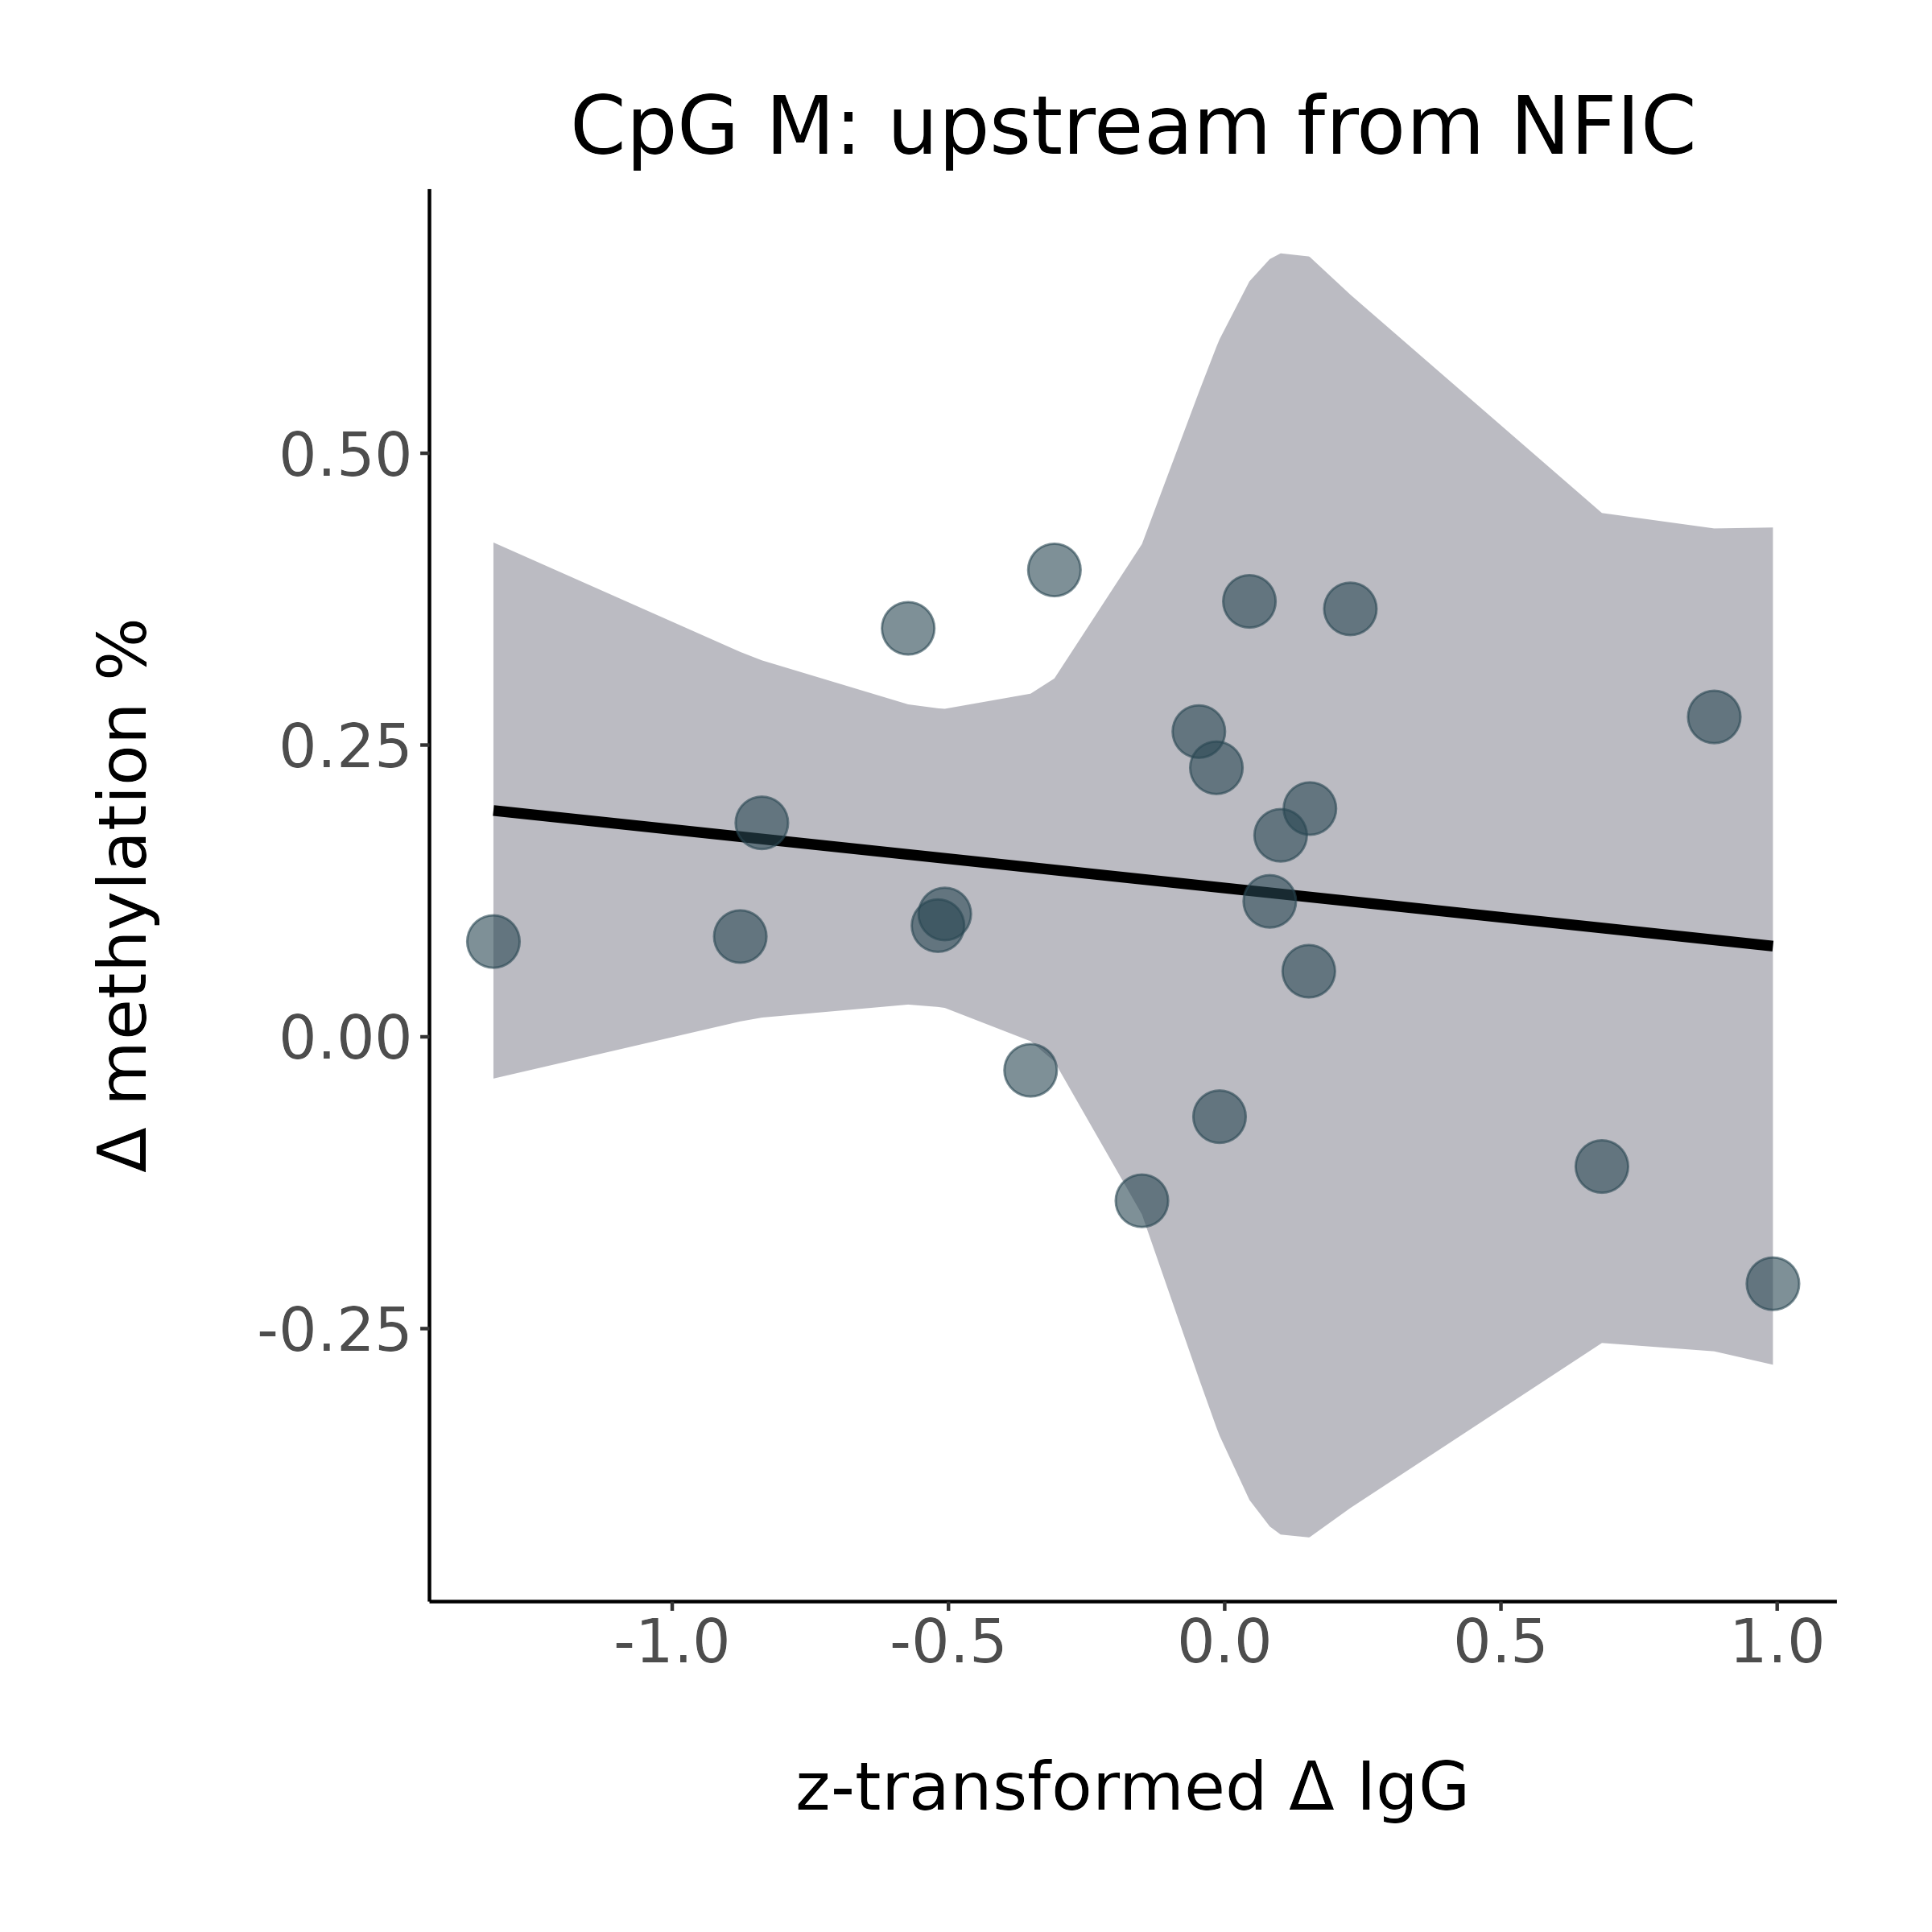 CpG M: upstream from NFIC
Δ methylation %
0.50
0.25
0.00
-0.25
-1.0 -0.5 0.0 0.5 1.0
z-transformed Δ IgG